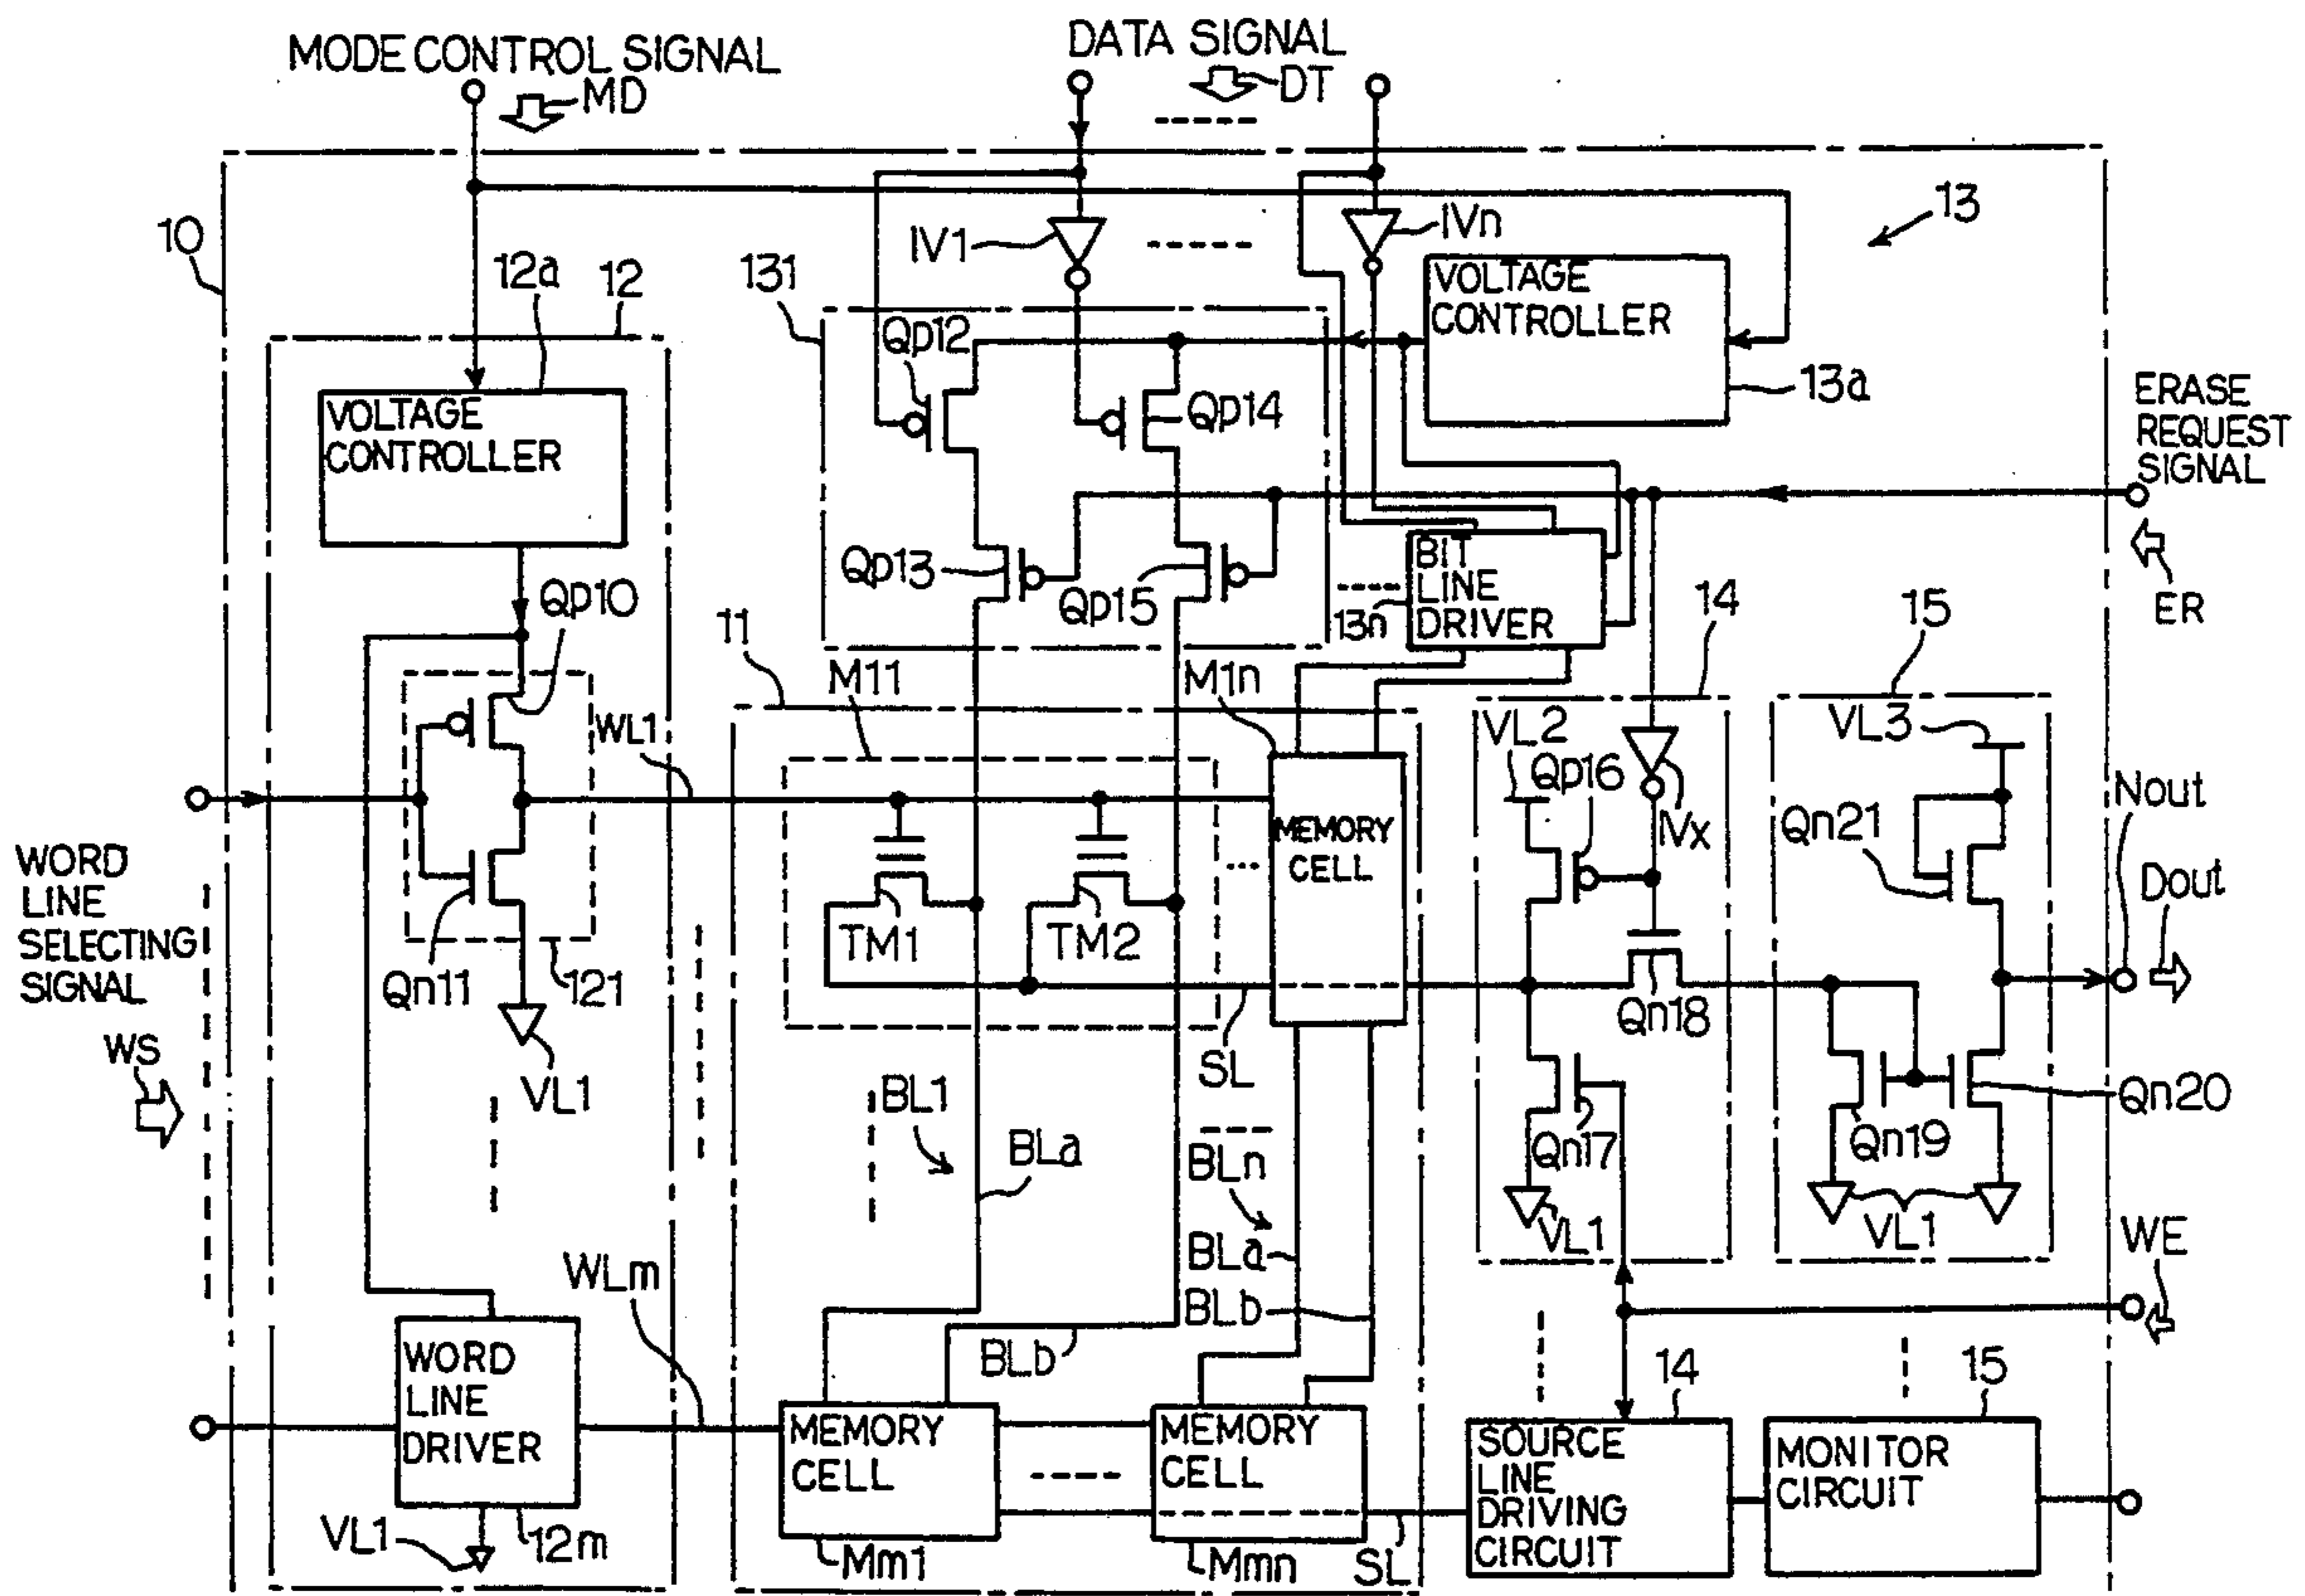 MODE CONTROL SIGNAL
MD
DATA SIGNAL
DT
10
12a
12
131
IV1
IVn
13
VOLTAGE
CONTROLLER
13a
Qp12
Qp14
VOLTAGE
CONTROLLER
ERASE
REQUEST
SIGNAL
ER
Qp10
Qp13
Qp15
BIT
LINE
DRIVER
13n
14
15
11
M11
M1n
WL1
VL2
Qp16
VL3
IVx
Qn21
Nout
Dout
WORD
LINE
SELECTING
SIGNAL
WS
MEMORY
CELL
TM1
TM2
Qn11
121
VL1
SL
Qn18
Qn17
Qn19
Qn20
VL1
VL1
BL1
BLa
BLn
BLa
BLb
BLb
WE
WLm
WORD
LINE
DRIVER
VL1
12m
MEMORY
CELL
Mm1
MEMORY
CELL
Mmn
SL
14
SOURCE
LINE
DRIVING
CIRCUIT
15
MONITOR
CIRCUIT